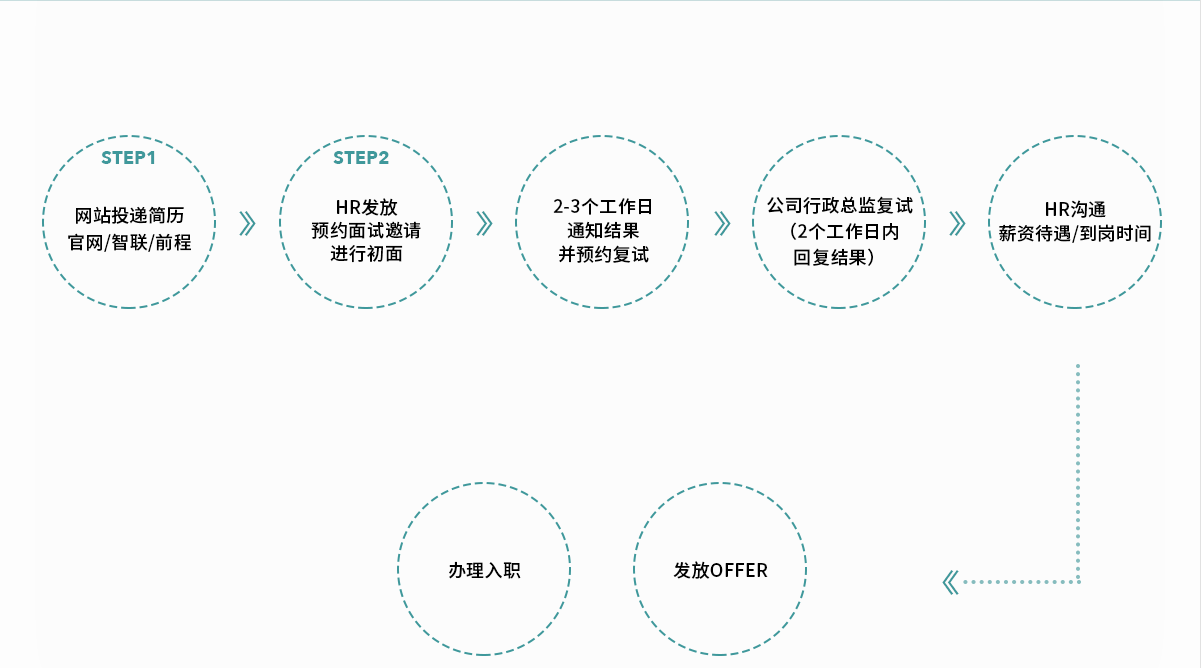 STEP1
网站投递简历
官网/智联/前程
STEP2
HR发放
预约面试邀请
进行初面
2-3个工作日
通知结果
并预约复试
公司行政总监复试
（2个工作日内
回复结果）
HR沟通
薪资待遇/到岗时间
办理入职
发放OFFER